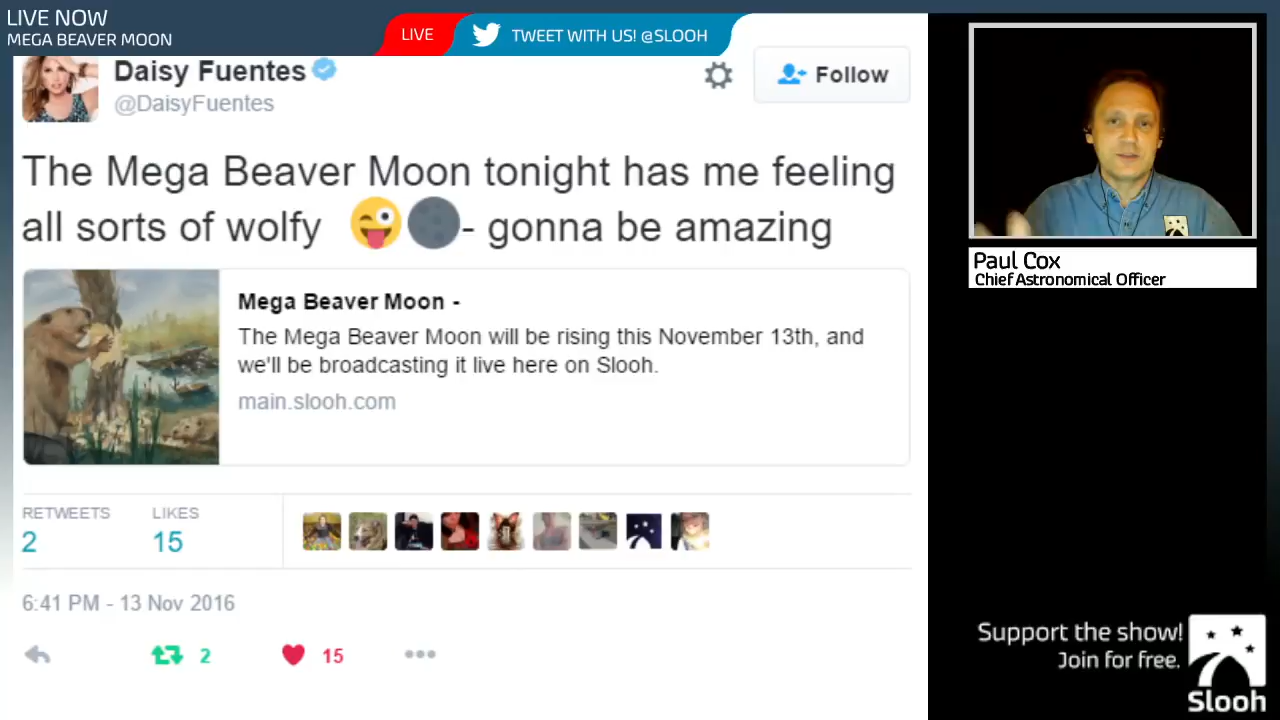 LIVE NOW
MEGA BEAVER MOON
LIVE
TWEET WITH US! @SLOOH
Daisy Fuentes
@DaisyFuentes
Follow
The Mega Beaver Moon tonight has me feeling
all sorts of wolfy 😜🌑- gonna be amazing
Mega Beaver Moon -
The Mega Beaver Moon will be rising this November 13th, and
we'll be broadcasting it live here on Slooh.
main.slooh.com
RETWEETS
LIKES
2
15
6:41 PM - 13 Nov 2016
2
15
Paul Cox
Chief Astronomical Officer
Support the show!
Join for free.
Slooh